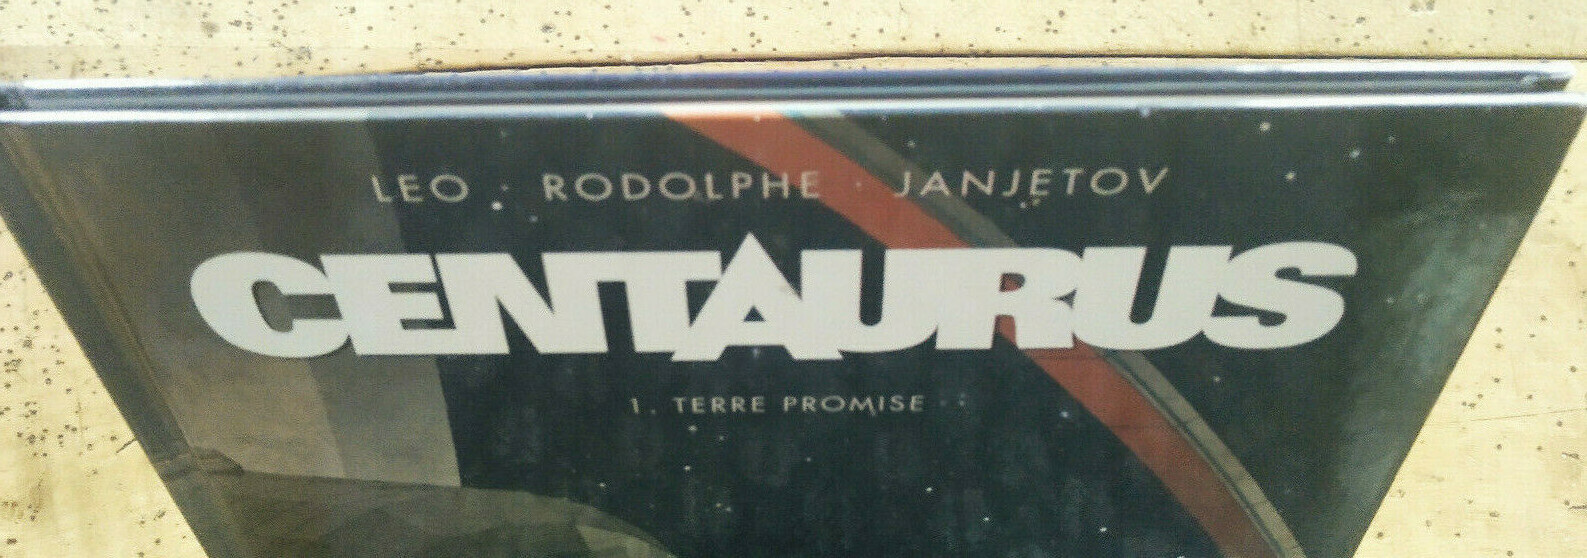 LEO · RODOLPHE · JANJETOV
CENTAURUS
1. TERRE PROMISE